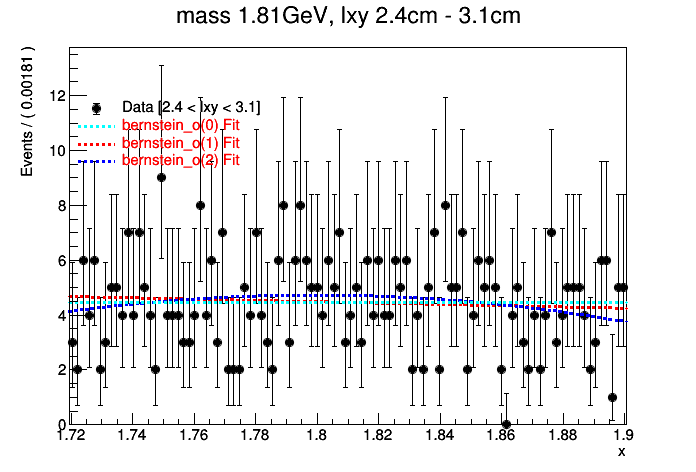 mass 1.81GeV, lxy 2.4cm - 3.1cm
Events / ( 0.00181 )
12
10
8
6
4
2
0
Data [2.4 < lxy < 3.1]
bernstein_o(0) Fit
bernstein_o(1) Fit
bernstein_o(2) Fit
1.72 1.74 1.76 1.78 1.8 1.82 1.84 1.86 1.88 1.9
x